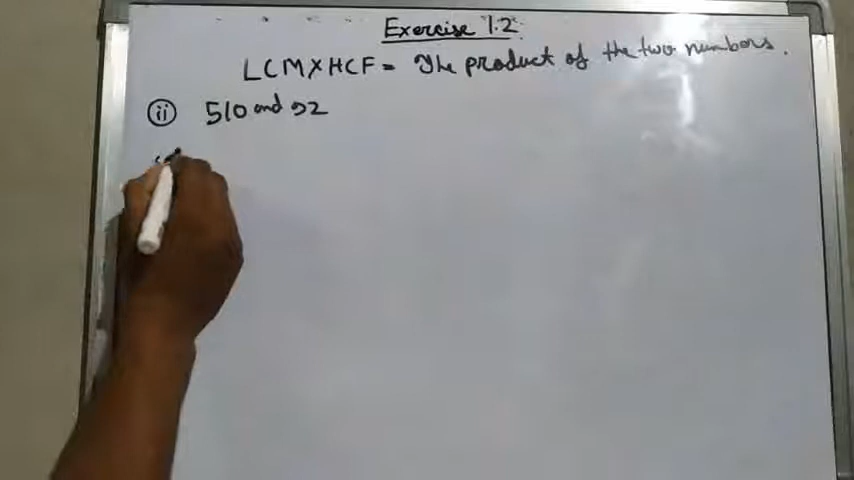 Exercise 1.2
LCM X HCF = The product of the two numbers.
(ii) 510 and 92